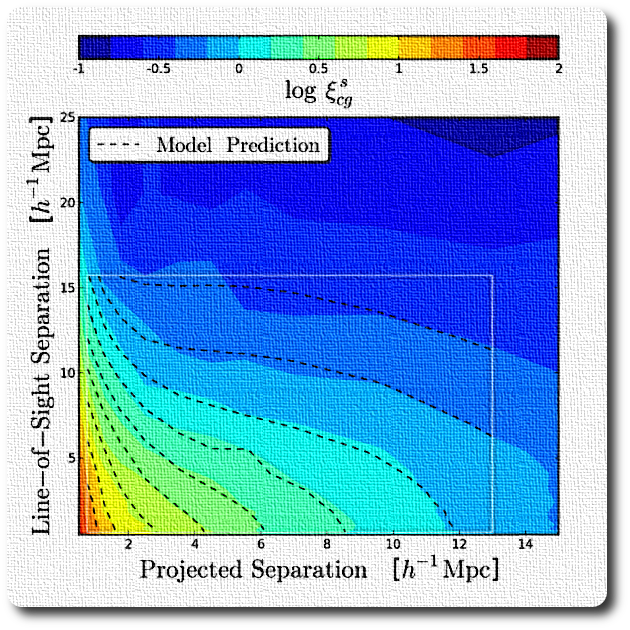 -1 -0.5 0 0.5 1 1.5 2
log ξ^s_cg
25
20
15
10
5
Line-of-Sight Separation [h^-1 Mpc]
Model Prediction
2 4 6 8 10 12 14
Projected Separation [h^-1 Mpc]